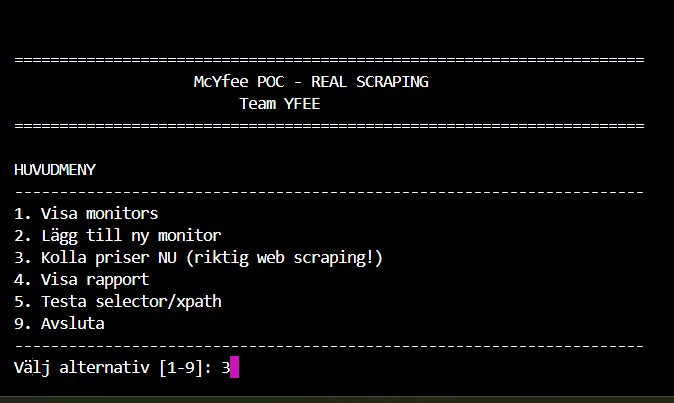 ======================================================================
McYfee POC - REAL SCRAPING
Team YFEE
======================================================================
HUVUDMENY
----------------------------------------------------------------------
1. Visa monitors
2. Lägg till ny monitor
3. Kolla priser NU (riktig web scraping!)
4. Visa rapport
5. Testa selector/xpath
9. Avsluta
----------------------------------------------------------------------
Välj alternativ [1-9]: 3